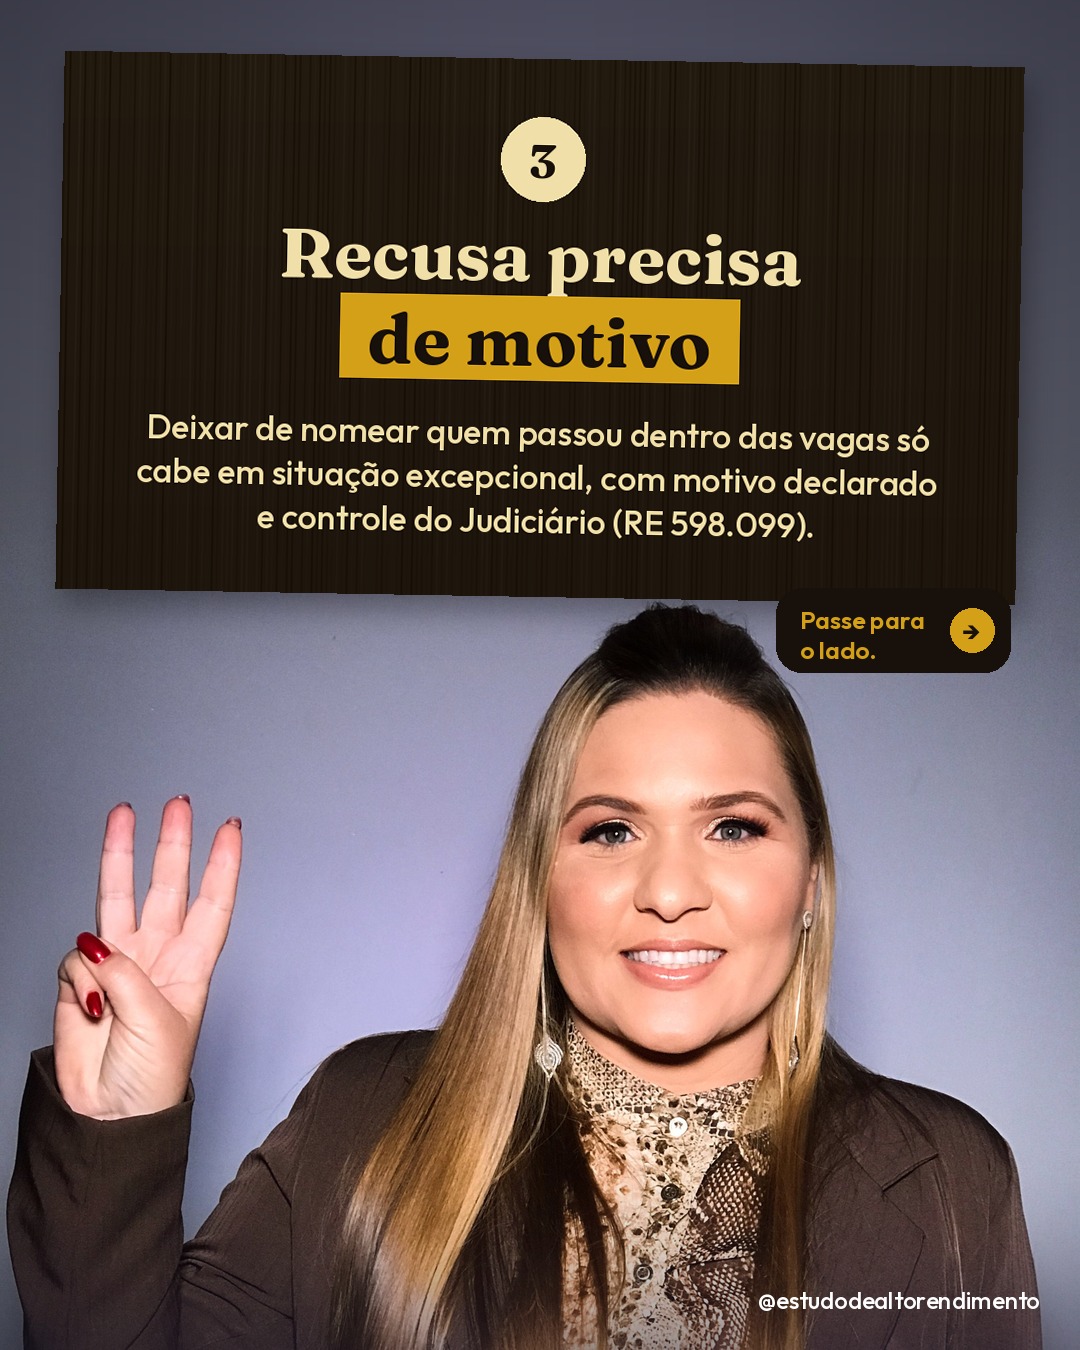 3
Recusa precisa
de motivo
Deixar de nomear quem passou dentro das vagas só
cabe em situação excepcional, com motivo declarado
e controle do Judiciário (RE 598.099).
Passe para
o lado.
@estudodealtorendimento